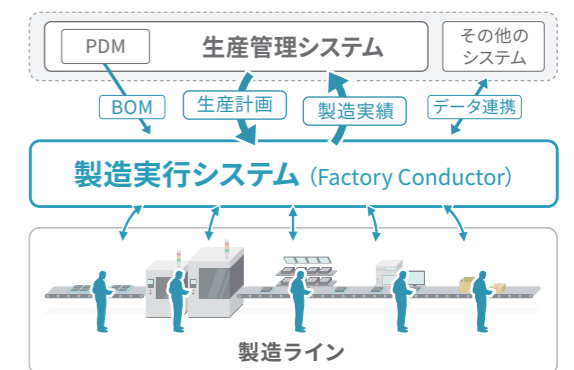 PDM
生産管理システム
その他の
システム
BOM
生産計画
製造実績
データ連携
製造実行システム（Factory Conductor）
製造ライン